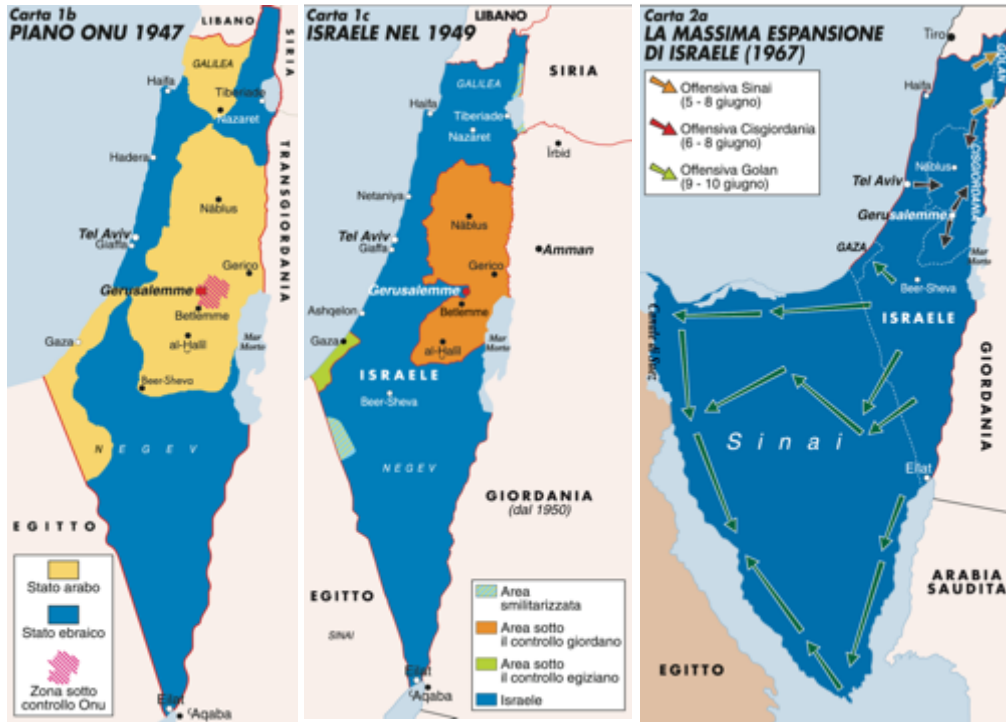 Carta 1b
PIANO ONU 1947
LIBANO
SIRIA
GALILEA
Haifa
Tiberiade
Nazaret
Hadera
TRANSGIORDANIA
Nāblus
Tel Aviv
Giaffa
Gerico
Gerusalemme
Betlemme
Gaza
al-Halīl
Mar
Morto
Beer-Sheva
NEGEV
EGITTO
Stato arabo
Stato ebraico
Zona sotto
controllo Onu
Eilat
ʿAqaba
Carta 1c
ISRAELE NEL 1949
LIBANO
SIRIA
GALILEA
Haifa
Tiberiade
Nazaret
Irbid
Netaniya
Nāblus
Tel Aviv
Giaffa
Amman
Gerico
Gerusalemme
Ashqelon
Betlemme
Gaza
al-Halīl
Mar
Morto
ISRAELE
Beer-Sheva
NEGEV
GIORDANIA
(dal 1950)
EGITTO
SINAI
Area
smilitarizzata
Area sotto
il controllo giordano
Area sotto
il controllo egiziano
Israele
Eilat
ʿAqaba
Carta 2a
LA MASSIMA ESPANSIONE
DI ISRAELE (1967)
Tiro
GOLAN
Offensiva Sinai
(5 - 8 giugno)
Offensiva Cisgiordania
(6 - 8 giugno)
Offensiva Golan
(9 - 10 giugno)
Haifa
CISGIORDANIA
Nāblus
Tel Aviv
Gerusalemme
GAZA
Mar
Morto
Beer-Sheva
ISRAELE
Canale di Suez
GIORDANIA
Sinai
Eilat
ARABIA
SAUDITA
EGITTO